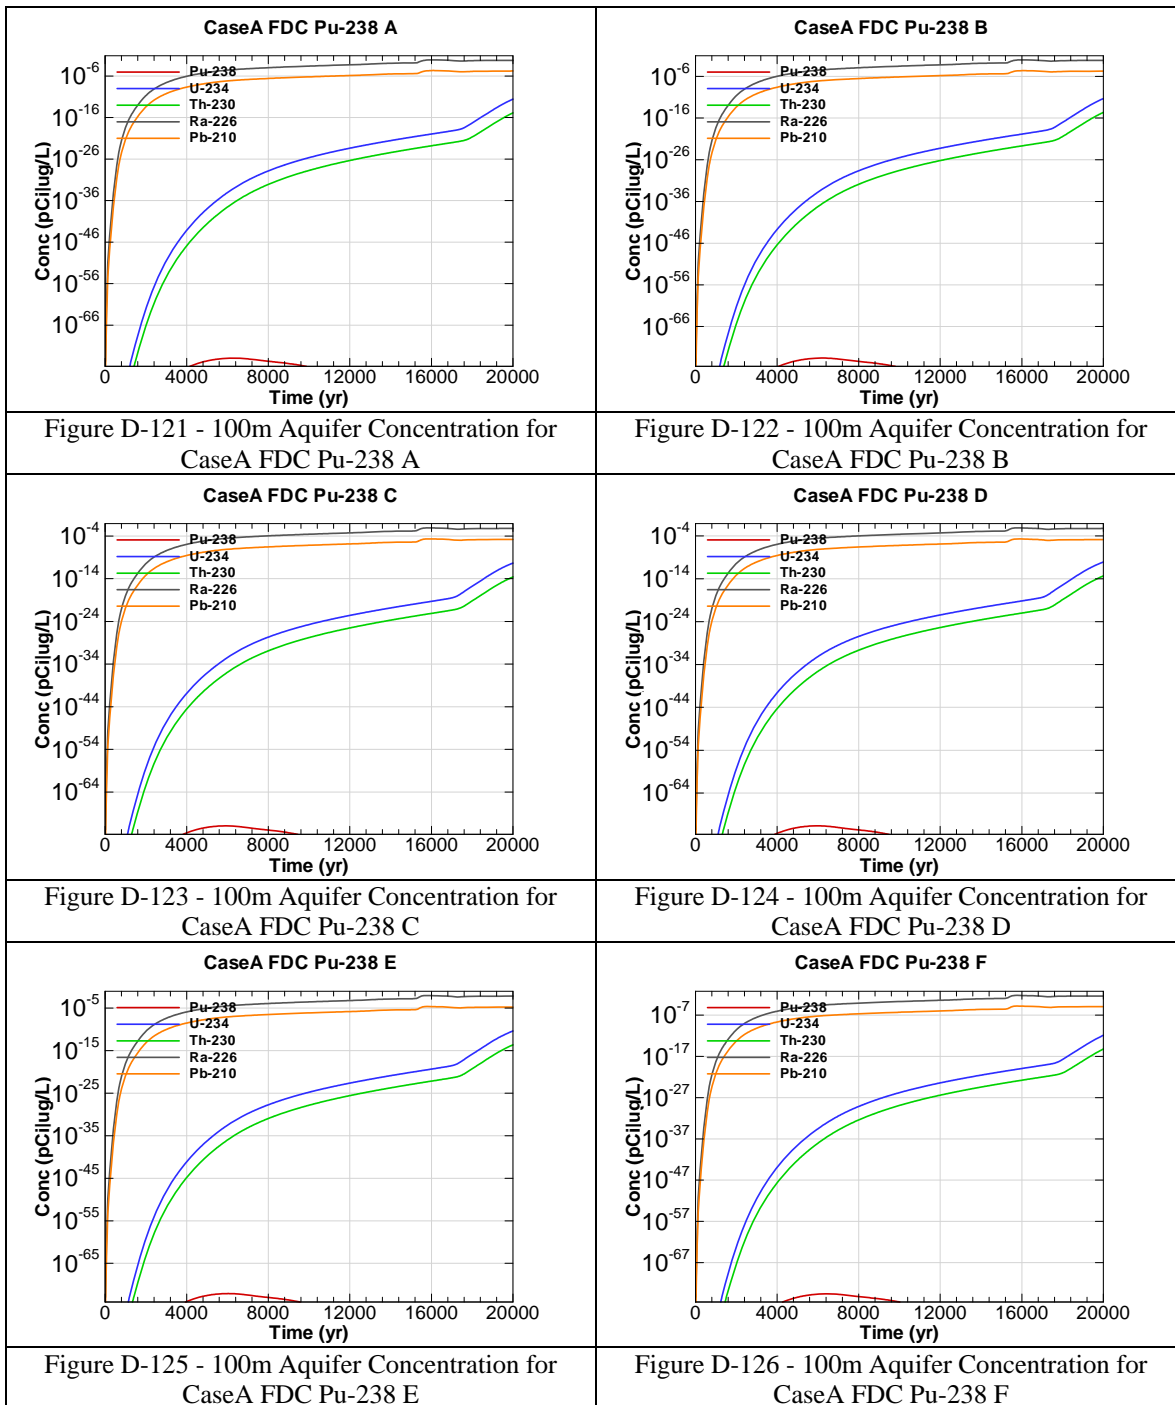 CaseA FDC Pu-238 A
Conc (pCi|ug/L)
10-6
10-16
10-26
10-36
10-46
10-56
10-66
Pu-238
U-234
Th-230
Ra-226
Pb-210
0 4000 8000 12000 16000 20000
Time (yr)
Figure D-121 - 100m Aquifer Concentration for
CaseA FDC Pu-238 A
CaseA FDC Pu-238 B
Conc (pCi|ug/L)
10-6
10-16
10-26
10-36
10-46
10-56
10-66
Pu-238
U-234
Th-230
Ra-226
Pb-210
0 4000 8000 12000 16000 20000
Time (yr)
Figure D-122 - 100m Aquifer Concentration for
CaseA FDC Pu-238 B
CaseA FDC Pu-238 C
Conc (pCi|ug/L)
10-4
10-14
10-24
10-34
10-44
10-54
10-64
Pu-238
U-234
Th-230
Ra-226
Pb-210
0 4000 8000 12000 16000 20000
Time (yr)
Figure D-123 - 100m Aquifer Concentration for
CaseA FDC Pu-238 C
CaseA FDC Pu-238 D
Conc (pCi|ug/L)
10-4
10-14
10-24
10-34
10-44
10-54
10-64
Pu-238
U-234
Th-230
Ra-226
Pb-210
0 4000 8000 12000 16000 20000
Time (yr)
Figure D-124 - 100m Aquifer Concentration for
CaseA FDC Pu-238 D
CaseA FDC Pu-238 E
Conc (pCi|ug/L)
10-5
10-15
10-25
10-35
10-45
10-55
10-65
Pu-238
U-234
Th-230
Ra-226
Pb-210
0 4000 8000 12000 16000 20000
Time (yr)
Figure D-125 - 100m Aquifer Concentration for
CaseA FDC Pu-238 E
CaseA FDC Pu-238 F
Conc (pCi|ug/L)
10-7
10-17
10-27
10-37
10-47
10-57
10-67
Pu-238
U-234
Th-230
Ra-226
Pb-210
0 4000 8000 12000 16000 20000
Time (yr)
Figure D-126 - 100m Aquifer Concentration for
CaseA FDC Pu-238 F